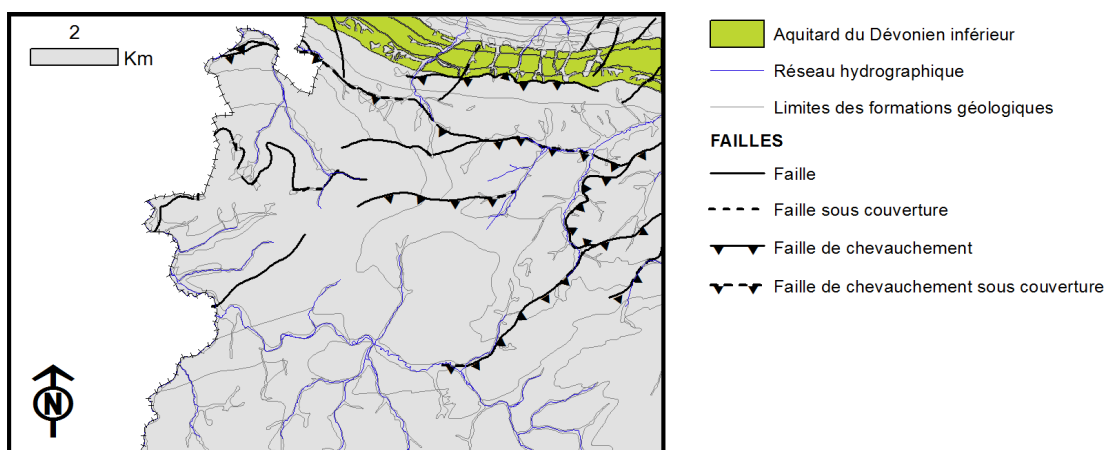 2
Km
N
Aquitard du Dévonien inférieur
Réseau hydrographique
Limites des formations géologiques
FAILLES
Faille
Faille sous couverture
Faille de chevauchement
Faille de chevauchement sous couverture